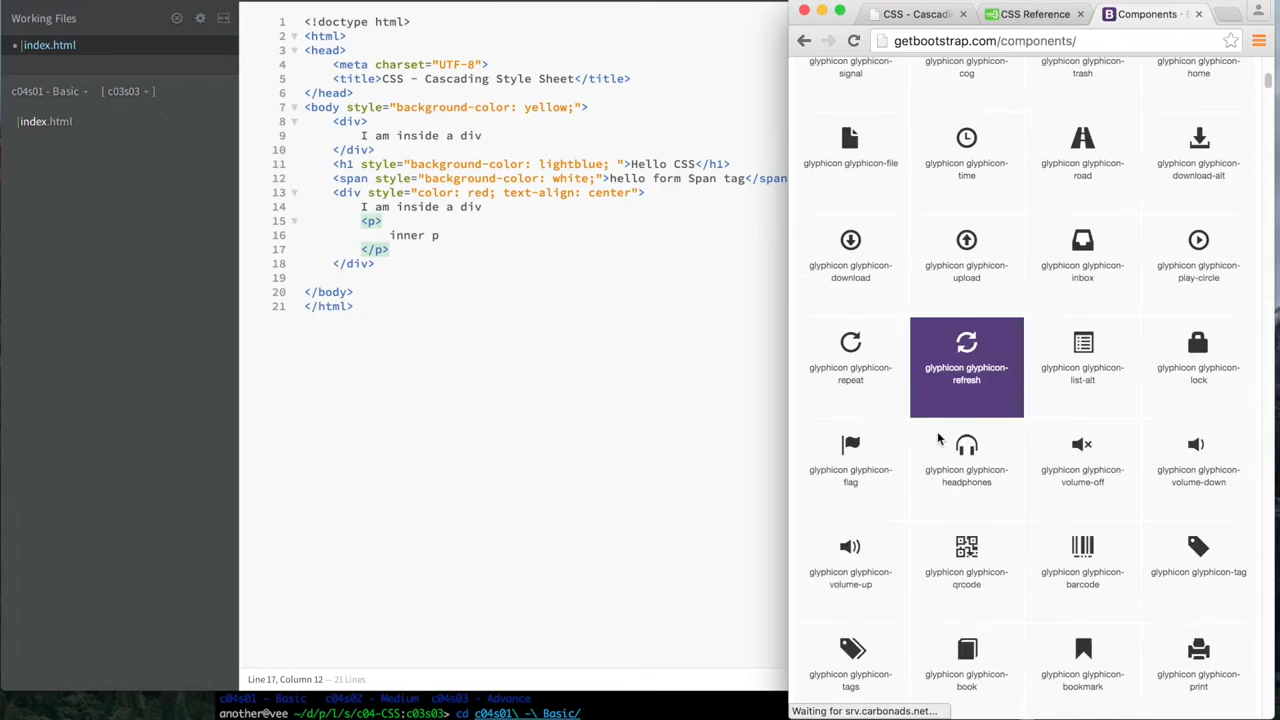 Working Files
index.html
c04s01 - Basic
[ c03s03 ]
index.html
1 <!doctype html>
2 <html>
3 <head>
4 <meta charset="UTF-8">
5 <title>CSS - Cascading Style Sheet</title>
6 </head>
7 <body style="background-color: yellow;">
8 <div>
9 I am inside a div
10 </div>
11 <h1 style="background-color: lightblue; ">Hello CSS</h1>
12 <span style="background-color: white;">hello form Span tag</span
13 <div style="color: red; text-align: center">
14 I am inside a div
15 <p>
16 inner p
17 </p>
18 </div>
19
20 </body>
21 </html>
Line 17, Column 12 — 21 Lines
c04s01 - Basic c04s02 - Medium c04s03 - Advance
another@vee ~/d/p/l/s/c04-CSS:c03s03> cd c04s01\ -\ Basic/
CSS - Cascadi
CSS Reference
Components ·
getbootstrap.com/components/
glyphicon glyphicon-signal
glyphicon glyphicon-cog
glyphicon glyphicon-trash
glyphicon glyphicon-home
glyphicon glyphicon-file
glyphicon glyphicon-time
glyphicon glyphicon-road
glyphicon glyphicon-download-alt
glyphicon glyphicon-download
glyphicon glyphicon-upload
glyphicon glyphicon-inbox
glyphicon glyphicon-play-circle
glyphicon glyphicon-repeat
glyphicon glyphicon-refresh
glyphicon glyphicon-list-alt
glyphicon glyphicon-lock
glyphicon glyphicon-flag
glyphicon glyphicon-headphones
glyphicon glyphicon-volume-off
glyphicon glyphicon-volume-down
glyphicon glyphicon-volume-up
glyphicon glyphicon-qrcode
glyphicon glyphicon-barcode
glyphicon glyphicon-tag
glyphicon glyphicon-tags
glyphicon glyphicon-book
glyphicon glyphicon-bookmark
glyphicon glyphicon-print
Waiting for srv.carbonads.net...